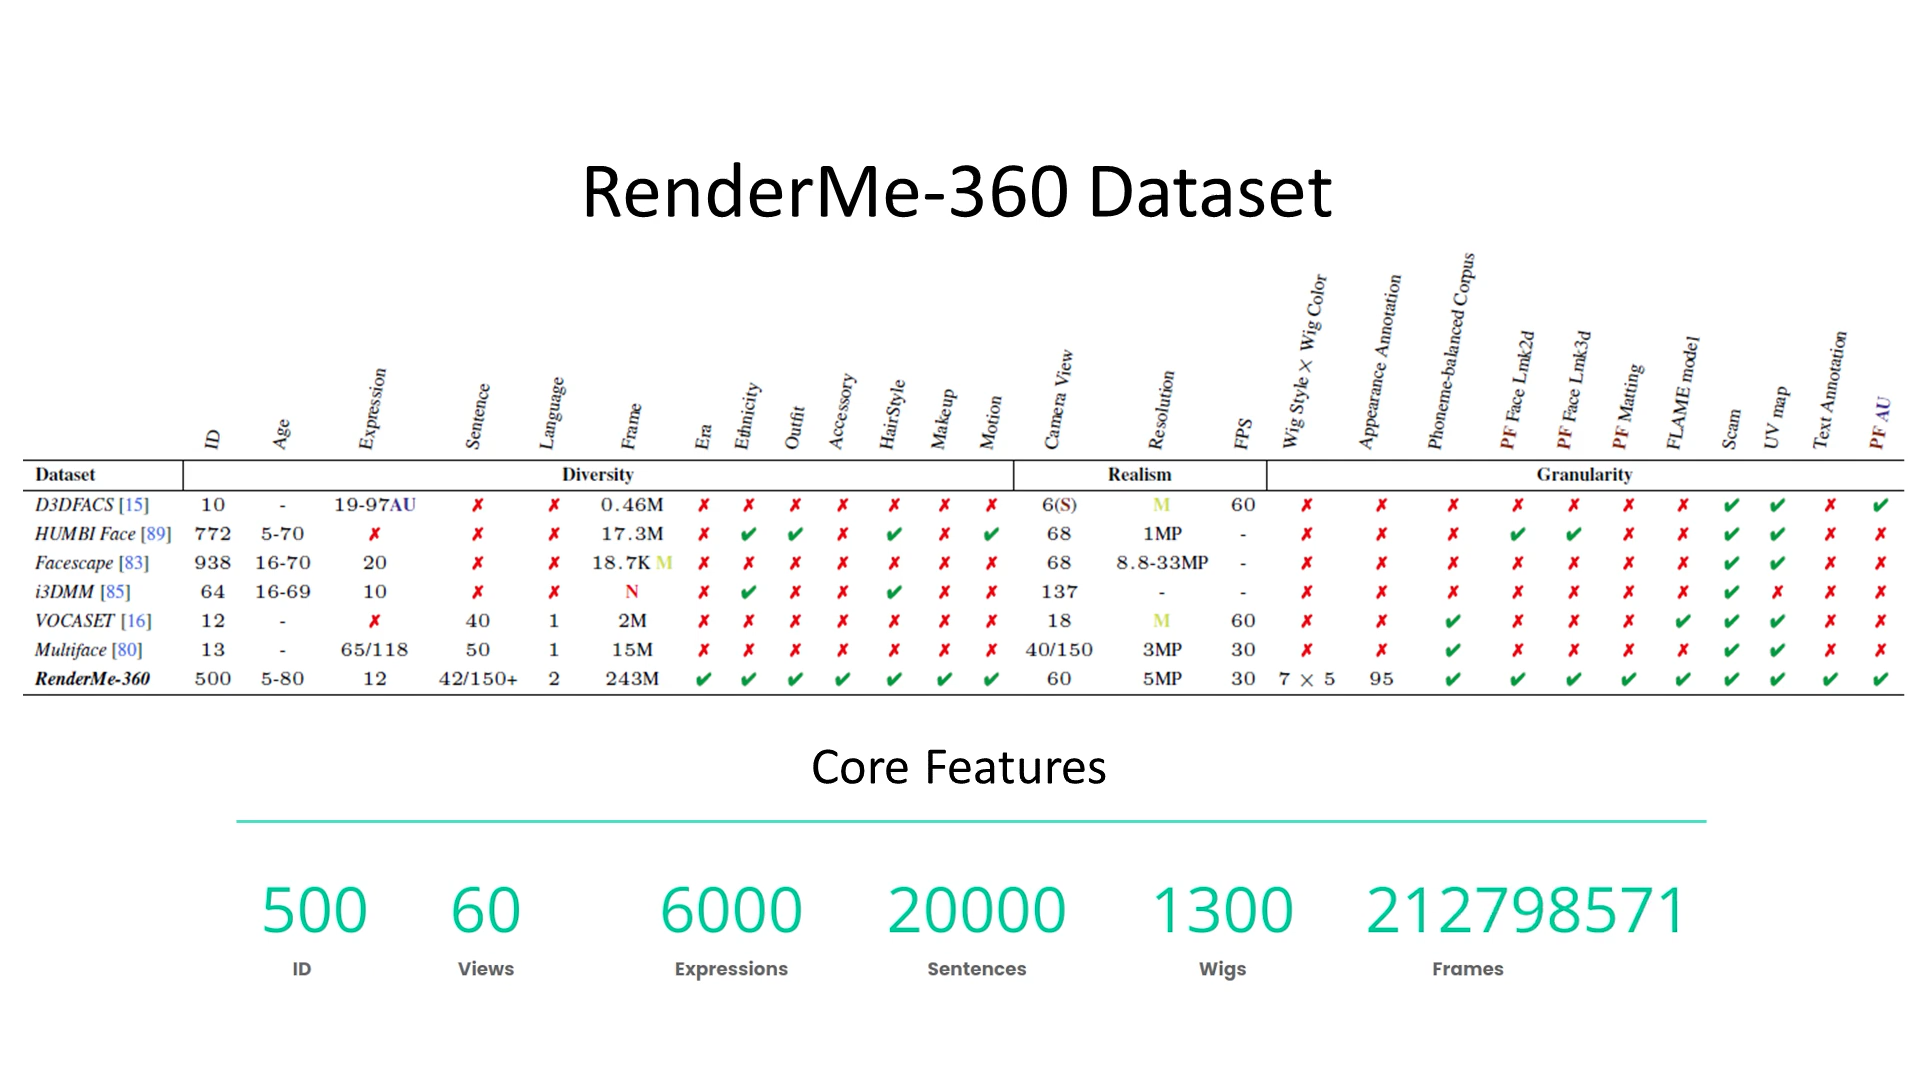 RenderMe-360 Dataset
ID Age Expression Sentence Language Frame Era Ethnicity Outfit Accessory HairStyle Makeup Motion Camera View Resolution FPS Wig Style × Wig Color Appearance Annotation Phoneme-balanced Corpus PF Face Lmk2d PF Face Lmk3d PF Matting FLAME model Scan UV map Text Annotation PF AU
Dataset Diversity Realism Granularity
D3DFACS [15] 10 - 19-97AU ✗ ✗ 0.46M ✗ ✗ ✗ ✗ ✗ ✗ ✗ 6(S) M 60 ✗ ✗ ✗ ✗ ✗ ✗ ✗ ✔ ✔ ✗ ✔
HUMBI Face [89] 772 5-70 ✗ ✗ ✗ 17.3M ✗ ✔ ✔ ✗ ✔ ✗ ✔ 68 1MP - ✗ ✗ ✗ ✔ ✔ ✗ ✗ ✔ ✔ ✗ ✗
Facescape [83] 938 16-70 20 ✗ ✗ 18.7K M ✗ ✗ ✗ ✗ ✗ ✗ ✗ 68 8.8-33MP - ✗ ✗ ✗ ✗ ✗ ✗ ✗ ✔ ✔ ✗ ✗
i3DMM [85] 64 16-69 10 ✗ ✗ N ✗ ✔ ✗ ✗ ✔ ✗ ✗ 137 - - ✗ ✗ ✗ ✗ ✗ ✗ ✗ ✔ ✗ ✗ ✗
VOCASET [16] 12 - ✗ 40 1 2M ✗ ✗ ✗ ✗ ✗ ✗ ✗ 18 M 60 ✗ ✗ ✔ ✗ ✗ ✗ ✔ ✔ ✔ ✗ ✗
Multiface [80] 13 - 65/118 50 1 15M ✗ ✗ ✗ ✗ ✗ ✗ ✗ 40/150 3MP 30 ✗ ✗ ✔ ✗ ✗ ✗ ✗ ✔ ✔ ✗ ✗
RenderMe-360 500 5-80 12 42/150+ 2 243M ✔ ✔ ✔ ✔ ✔ ✔ ✔ 60 5MP 30 7 × 5 95 ✔ ✔ ✔ ✔ ✔ ✔ ✔ ✔ ✔
Core Features
500 60 6000 20000 1300 212798571
ID Views Expressions Sentences Wigs Frames